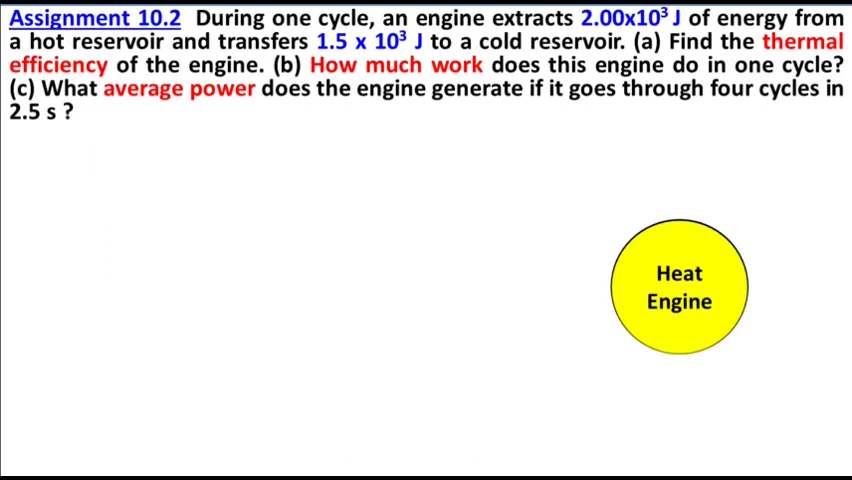 Assignment 10.2 During one cycle, an engine extracts 2.00x10³ J of energy from
a hot reservoir and transfers 1.5 x 10³ J to a cold reservoir. (a) Find the thermal
efficiency of the engine. (b) How much work does this engine do in one cycle?
(c) What average power does the engine generate if it goes through four cycles in
2.5 s ?
Heat
Engine